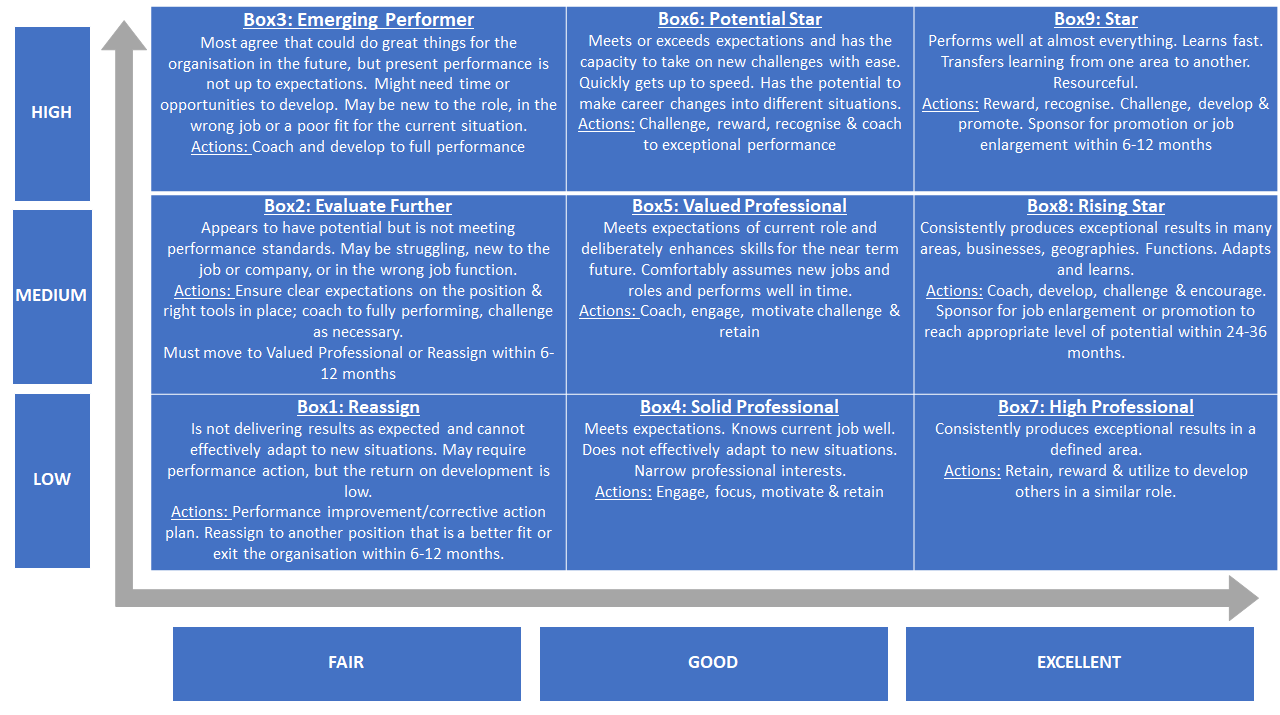 HIGH
Box3: Emerging Performer
Most agree that could do great things for the
organisation in the future, but present performance is
not up to expectations. Might need time or
opportunities to develop. May be new to the role, in the
wrong job or a poor fit for the current situation.
Actions: Coach and develop to full performance
Box6: Potential Star
Meets or exceeds expectations and has the
capacity to take on new challenges with ease.
Quickly gets up to speed. Has the potential to
make career changes into different situations.
Actions: Challenge, reward, recognise & coach
to exceptional performance
Box9: Star
Performs well at almost everything. Learns fast.
Transfers learning from one area to another.
Resourceful.
Actions: Reward, recognise. Challenge, develop &
promote. Sponsor for promotion or job
enlargement within 6-12 months
MEDIUM
Box2: Evaluate Further
Appears to have potential but is not meeting
performance standards. May be struggling, new to the
job or company, or in the wrong job function.
Actions: Ensure clear expectations on the position &
right tools in place; coach to fully performing, challenge
as necessary.
Must move to Valued Professional or Reassign within 6-
12 months
Box5: Valued Professional
Meets expectations of current role and
deliberately enhances skills for the near term
future. Comfortably assumes new jobs and
roles and performs well in time.
Actions: Coach, engage, motivate challenge &
retain
Box8: Rising Star
Consistently produces exceptional results in many
areas, businesses, geographies. Functions. Adapts
and learns.
Actions: Coach, develop, challenge & encourage.
Sponsor for job enlargement or promotion to
reach appropriate level of potential within 24-36
months.
LOW
Box1: Reassign
Is not delivering results as expected and cannot
effectively adapt to new situations. May require
performance action, but the return on development is
low.
Actions: Performance improvement/corrective action
plan. Reassign to another position that is a better fit or
exit the organisation within 6-12 months.
Box4: Solid Professional
Meets expectations. Knows current job well.
Does not effectively adapt to new situations.
Narrow professional interests.
Actions: Engage, focus, motivate & retain
Box7: High Professional
Consistently produces exceptional results in a
defined area.
Actions: Retain, reward & utilize to develop
others in a similar role.
FAIR
GOOD
EXCELLENT